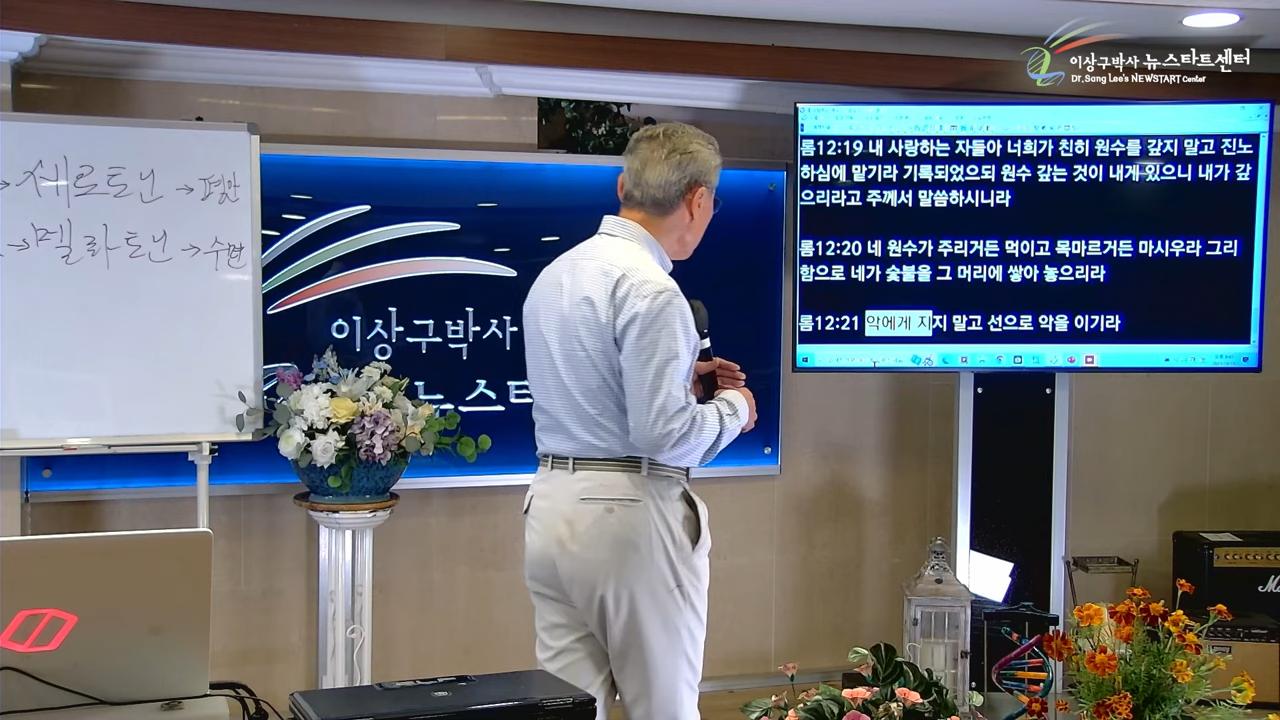 이상구박사 뉴스타트센터
Dr. Sang Lee's NEWSTART Center
→ 세로토닌 → 평안
→ 멜라토닌 → 수면
이상구박사
뉴스타
롬12:19 내 사랑하는 자들아 너희가 친히 원수를 갚지 말고 진노
하심에 맡기라 기록되었으되 원수 갚는 것이 내게 있으니 내가 갚
으리라고 주께서 말씀하시니라
롬12:20 네 원수가 주리거든 먹이고 목마르거든 마시우라 그리
함으로 네가 숯불을 그 머리에 쌓아 놓으리라
롬12:21 악에게 지지 말고 선으로 악을 이기라